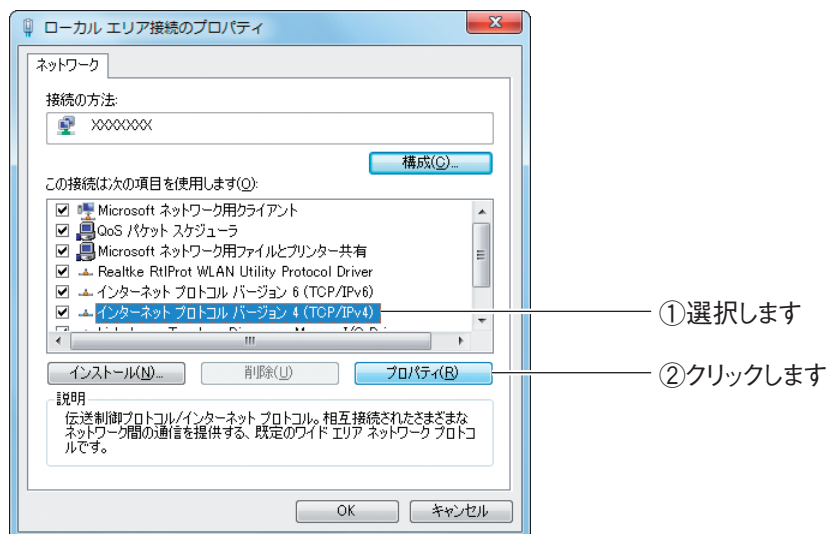 ローカル エリア接続のプロパティ
ネットワーク
接続の方法:
XXXXXXXX
構成(C)...
この接続は次の項目を使用します(O):
Microsoft ネットワーク用クライアント
QoS パケット スケジューラ
Microsoft ネットワーク用ファイルとプリンター共有
Realtke RtlProt WLAN Utility Protocol Driver
インターネット プロトコル バージョン 6 (TCP/IPv6)
インターネット プロトコル バージョン 4 (TCP/IPv4)
①選択します
インストール(N)...
削除(U)
プロパティ(R)
②クリックします
説明
伝送制御プロトコル/インターネット プロトコル。相互接続されたさまざまな
ネットワーク間の通信を提供する、既定のワイド エリア ネットワーク プロトコ
ルです。
OK
キャンセル